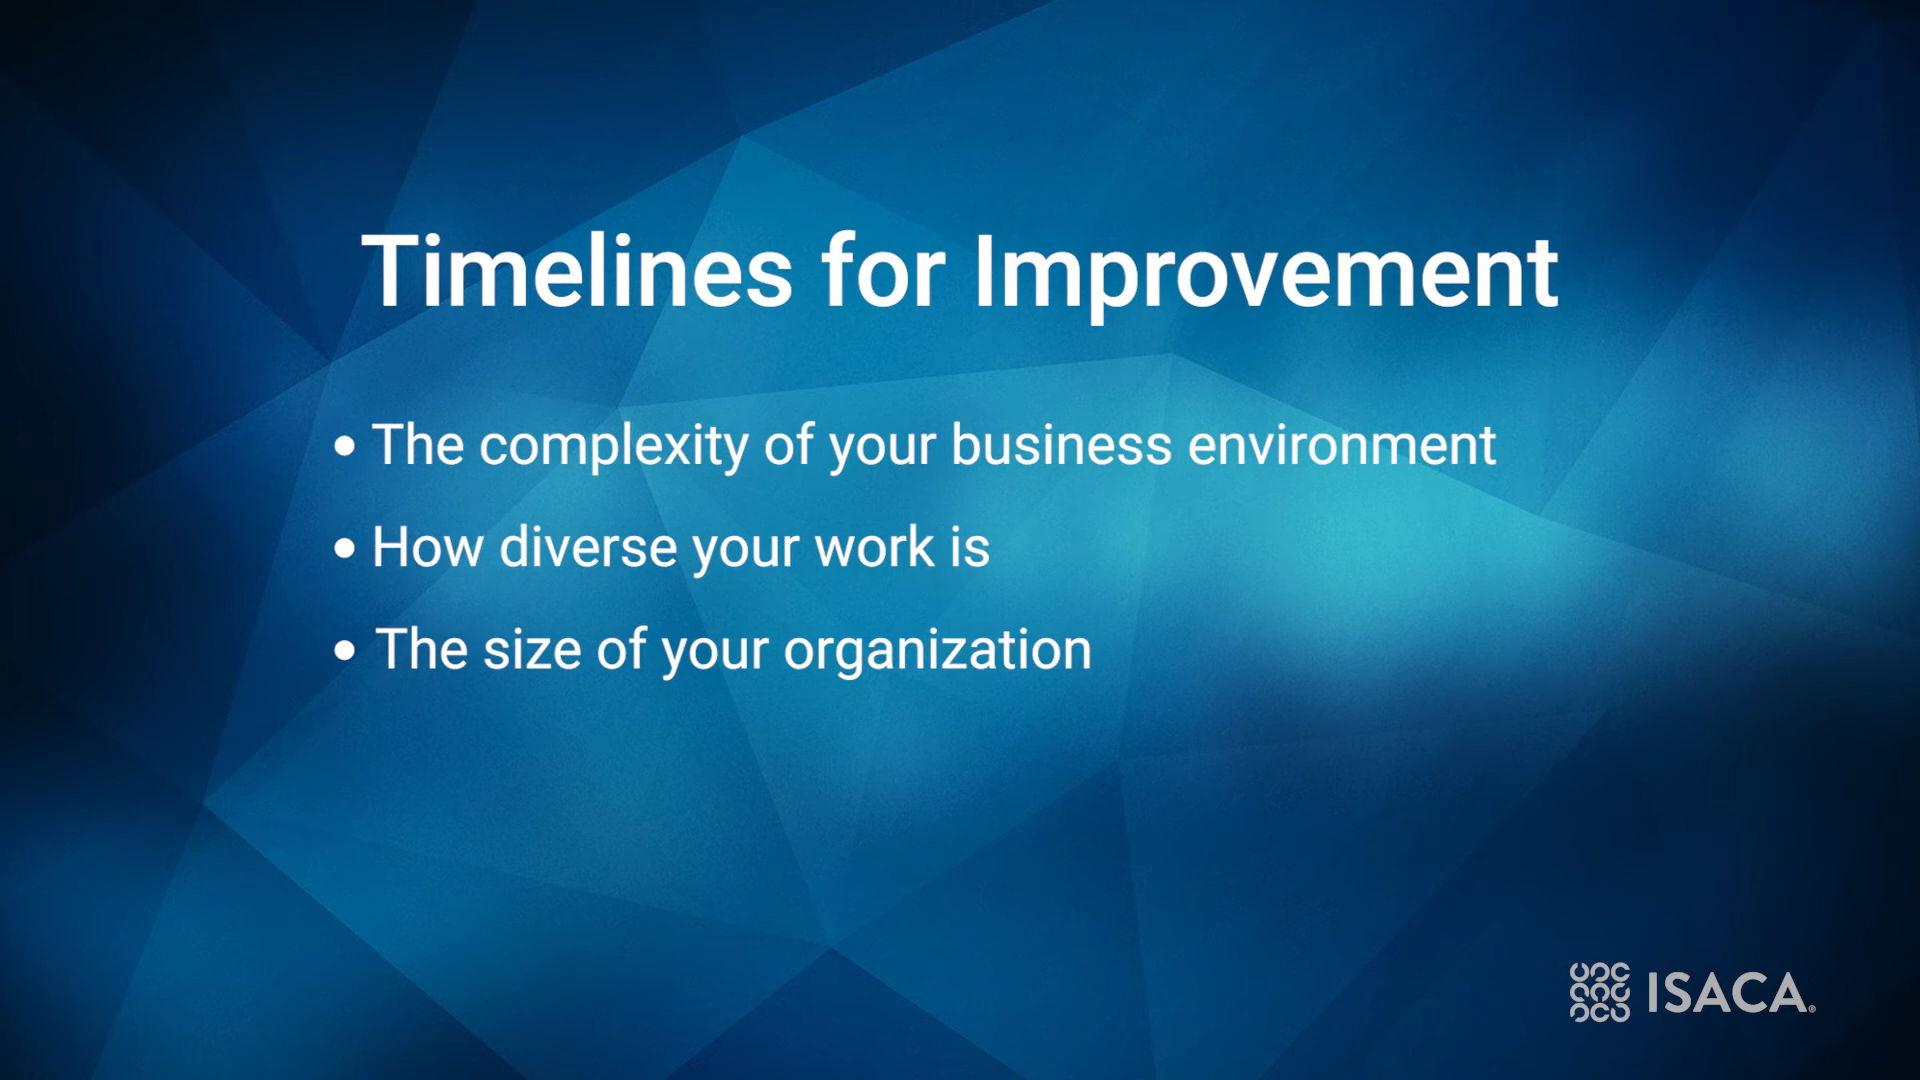 Timelines for Improvement
• The complexity of your business environment
• How diverse your work is
• The size of your organization
ISACA®